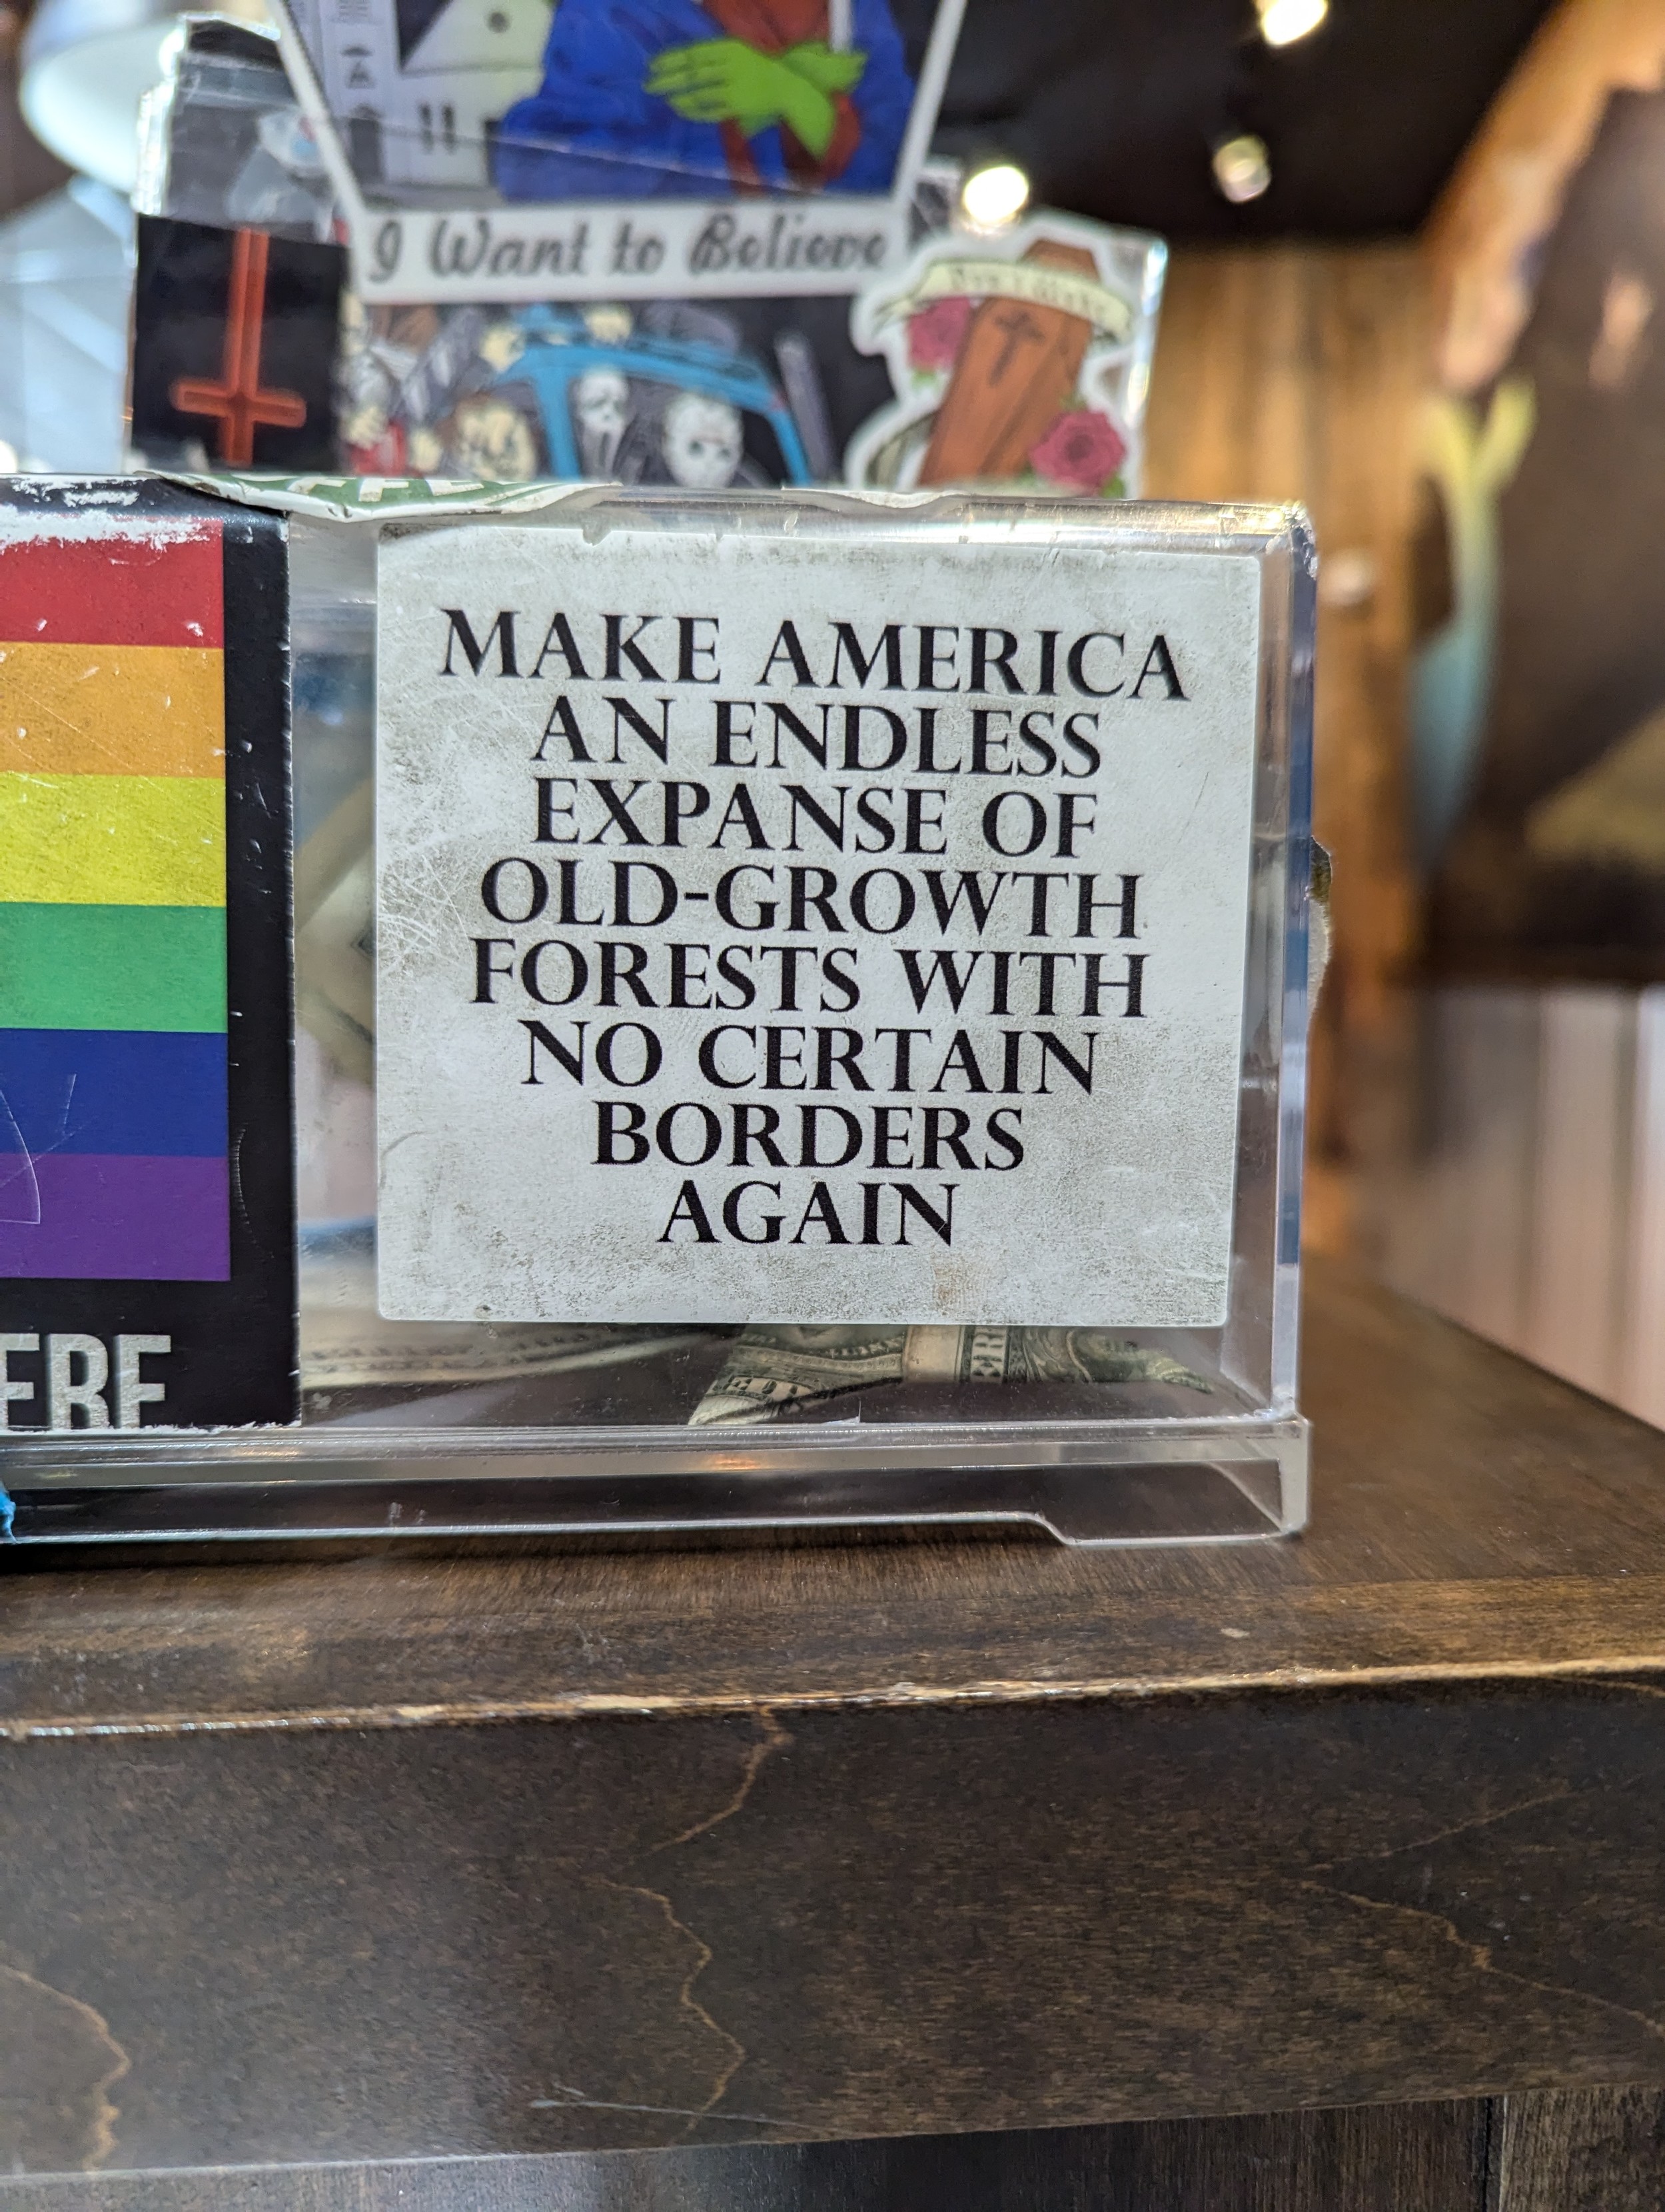 I Want to Believe
MAKE AMERICA
AN ENDLESS
EXPANSE OF
OLD-GROWTH
FORESTS WITH
NO CERTAIN
BORDERS
AGAIN